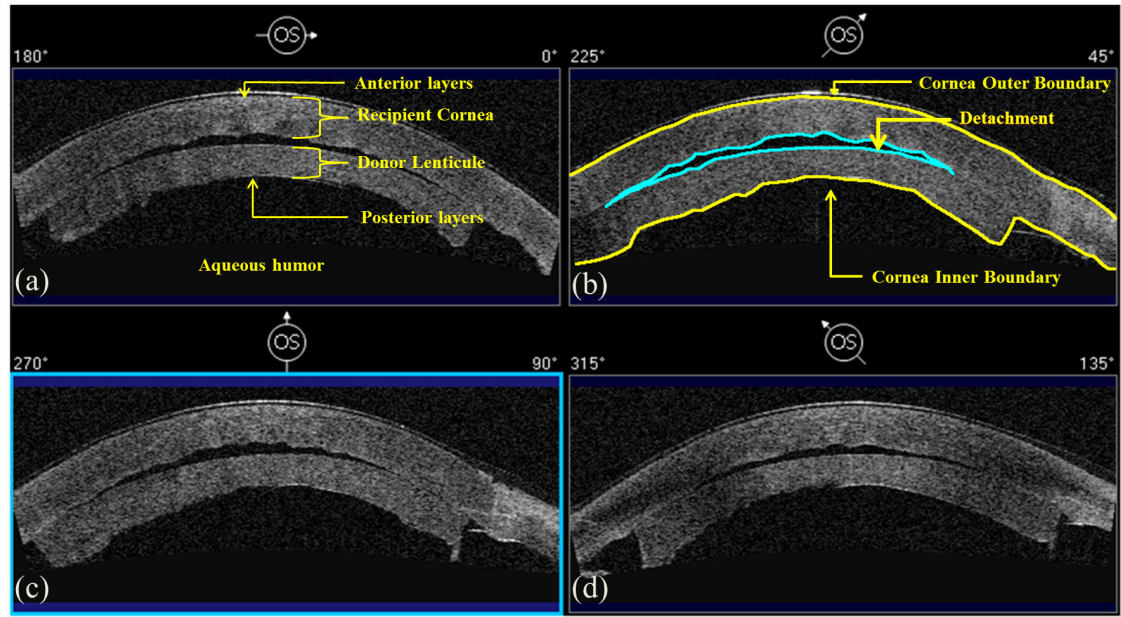 OS
180°
0°
Anterior layers
Recipient Cornea
Donor Lenticule
Posterior layers
Aqueous humor
(a)
OS
225°
45°
Cornea Outer Boundary
Detachment
Cornea Inner Boundary
(b)
OS
270°
90°
(c)
OS
315°
135°
(d)